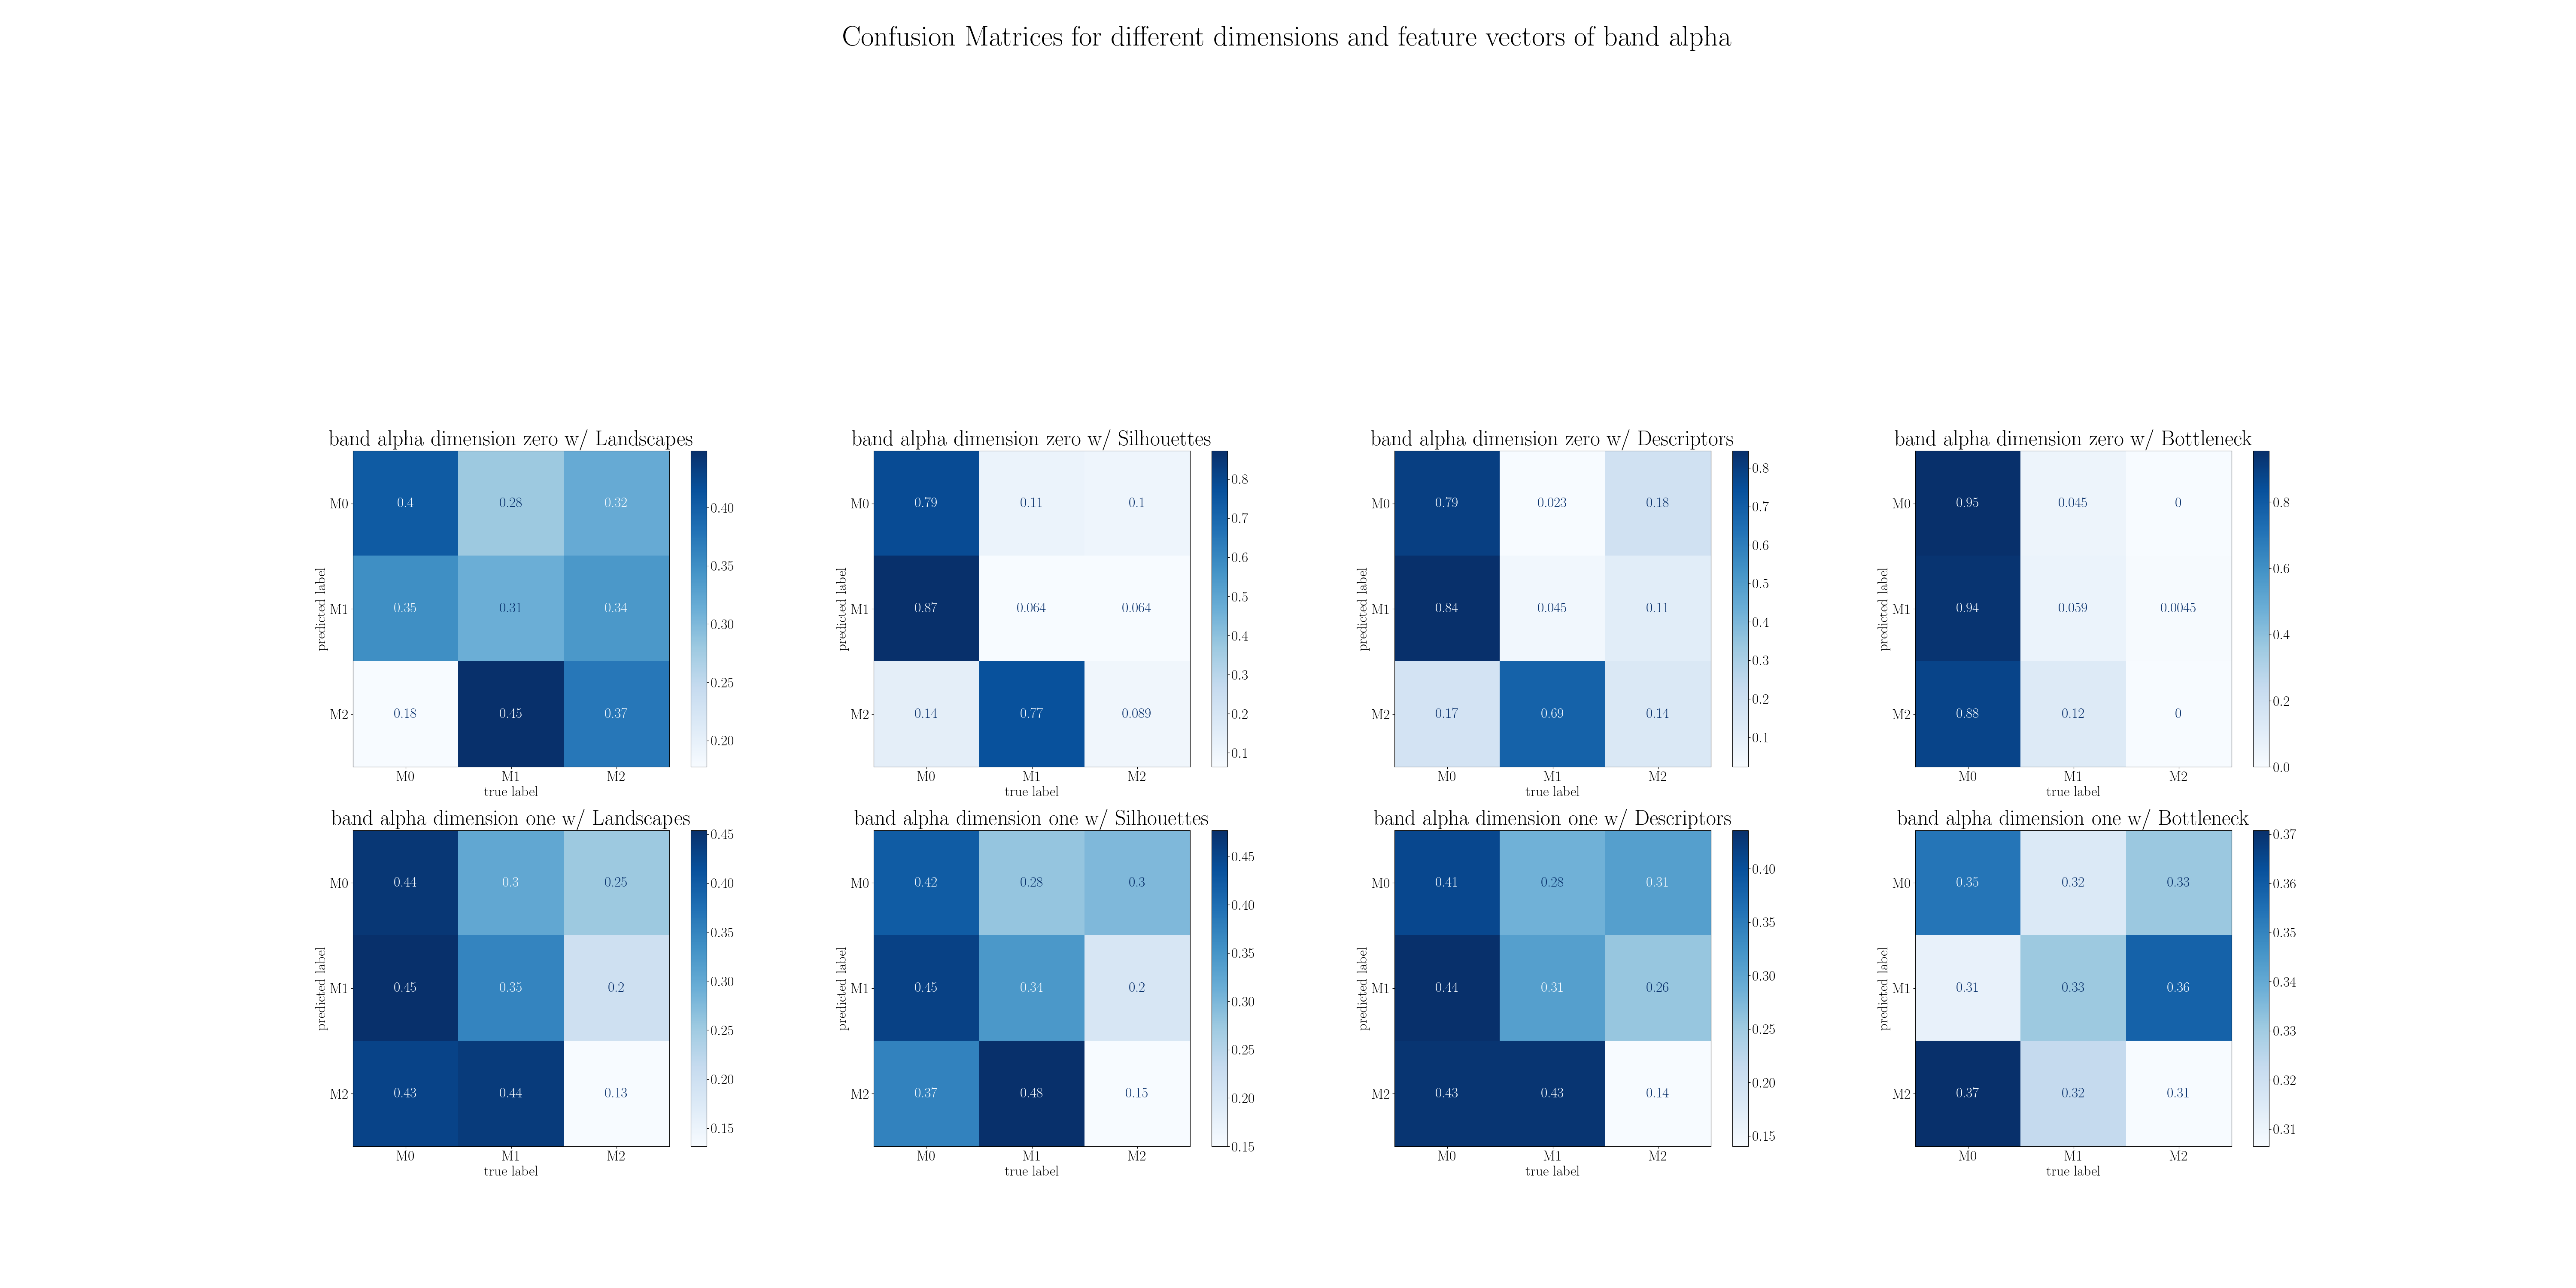 Confusion Matrices for different dimensions and feature vectors of band alpha
band alpha dimension zero w/ Landscapes
M0 0.4 0.28 0.32
M1 0.35 0.31 0.34
M2 0.18 0.45 0.37
M0 M1 M2
true label
predicted label
0.40
0.35
0.30
0.25
0.20
band alpha dimension zero w/ Silhouettes
M0 0.79 0.11 0.1
M1 0.87 0.064 0.064
M2 0.14 0.77 0.089
M0 M1 M2
true label
predicted label
0.8
0.7
0.6
0.5
0.4
0.3
0.2
0.1
band alpha dimension zero w/ Descriptors
M0 0.79 0.023 0.18
M1 0.84 0.045 0.11
M2 0.17 0.69 0.14
M0 M1 M2
true label
predicted label
0.8
0.7
0.6
0.5
0.4
0.3
0.2
0.1
band alpha dimension zero w/ Bottleneck
M0 0.95 0.045 0
M1 0.94 0.059 0.0045
M2 0.88 0.12 0
M0 M1 M2
true label
predicted label
0.8
0.6
0.4
0.2
0.0
band alpha dimension one w/ Landscapes
M0 0.44 0.3 0.25
M1 0.45 0.35 0.2
M2 0.43 0.44 0.13
M0 M1 M2
true label
predicted label
0.45
0.40
0.35
0.30
0.25
0.20
0.15
band alpha dimension one w/ Silhouettes
M0 0.42 0.28 0.3
M1 0.45 0.34 0.2
M2 0.37 0.48 0.15
M0 M1 M2
true label
predicted label
0.45
0.40
0.35
0.30
0.25
0.20
0.15
band alpha dimension one w/ Descriptors
M0 0.41 0.28 0.31
M1 0.44 0.31 0.26
M2 0.43 0.43 0.14
M0 M1 M2
true label
predicted label
0.40
0.35
0.30
0.25
0.20
0.15
band alpha dimension one w/ Bottleneck
M0 0.35 0.32 0.33
M1 0.31 0.33 0.36
M2 0.37 0.32 0.31
M0 M1 M2
true label
predicted label
0.37
0.36
0.35
0.34
0.33
0.32
0.31